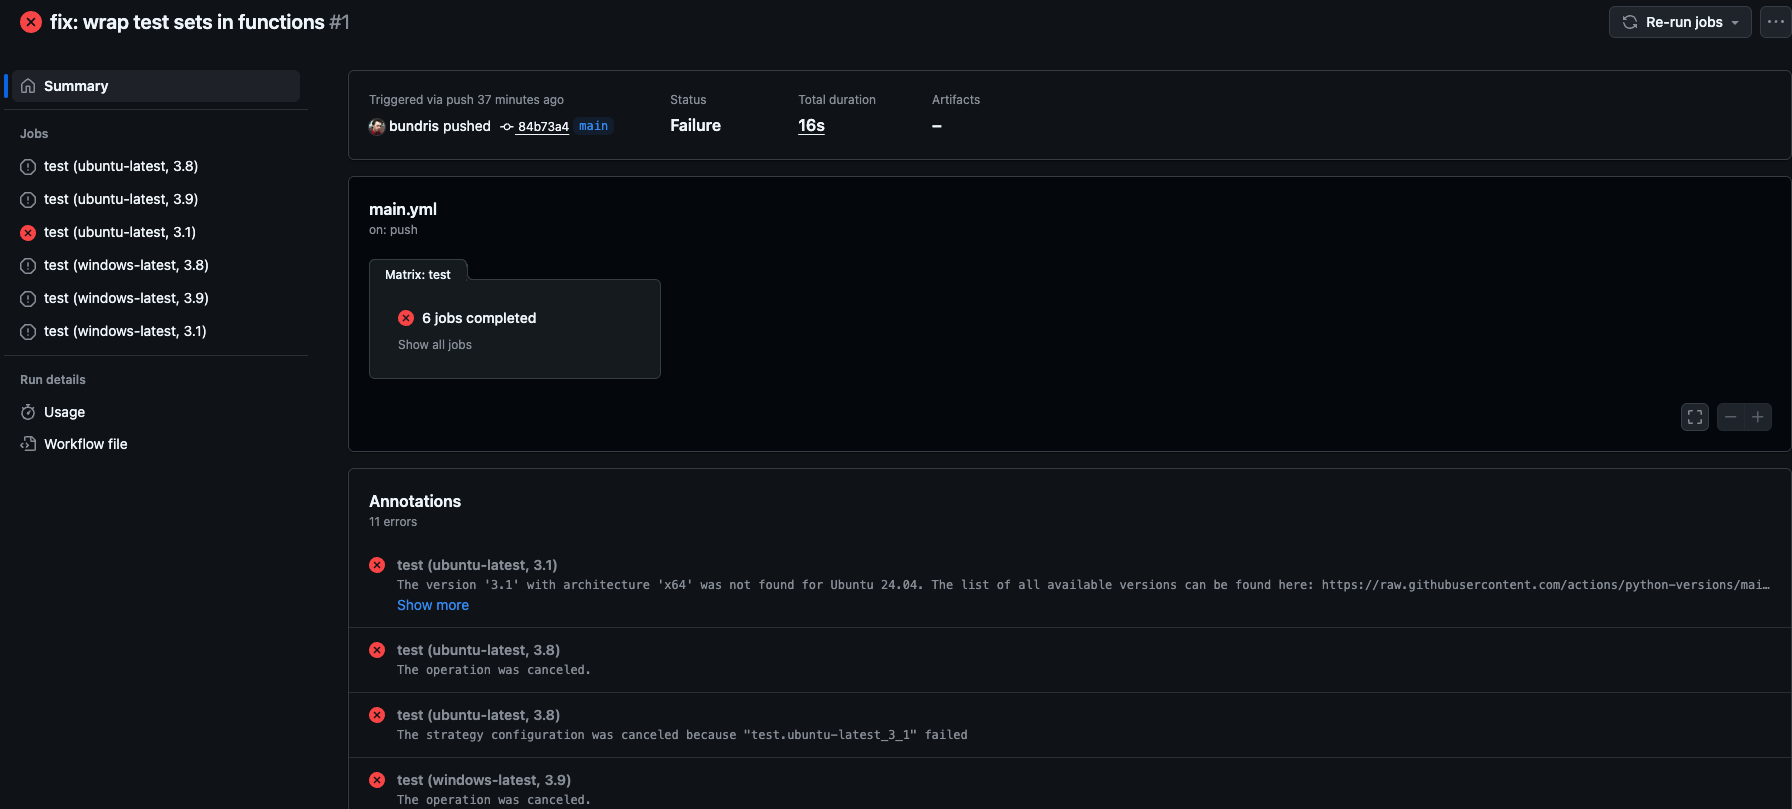 fix: wrap test sets in functions #1
Re-run jobs
Summary
Jobs
test (ubuntu-latest, 3.8)
test (ubuntu-latest, 3.9)
test (ubuntu-latest, 3.1)
test (windows-latest, 3.8)
test (windows-latest, 3.9)
test (windows-latest, 3.1)
Run details
Usage
Workflow file
Triggered via push 37 minutes ago
bundris pushed 84b73a4 main
Status
Failure
Total duration
16s
Artifacts
–
main.yml
on: push
Matrix: test
6 jobs completed
Show all jobs
Annotations
11 errors
test (ubuntu-latest, 3.1)
The version '3.1' with architecture 'x64' was not found for Ubuntu 24.04. The list of all available versions can be found here: https://raw.githubusercontent.com/actions/python-versions/mai…
Show more
test (ubuntu-latest, 3.8)
The operation was canceled.
test (ubuntu-latest, 3.8)
The strategy configuration was canceled because "test.ubuntu-latest_3_1" failed
test (windows-latest, 3.9)
The operation was canceled.